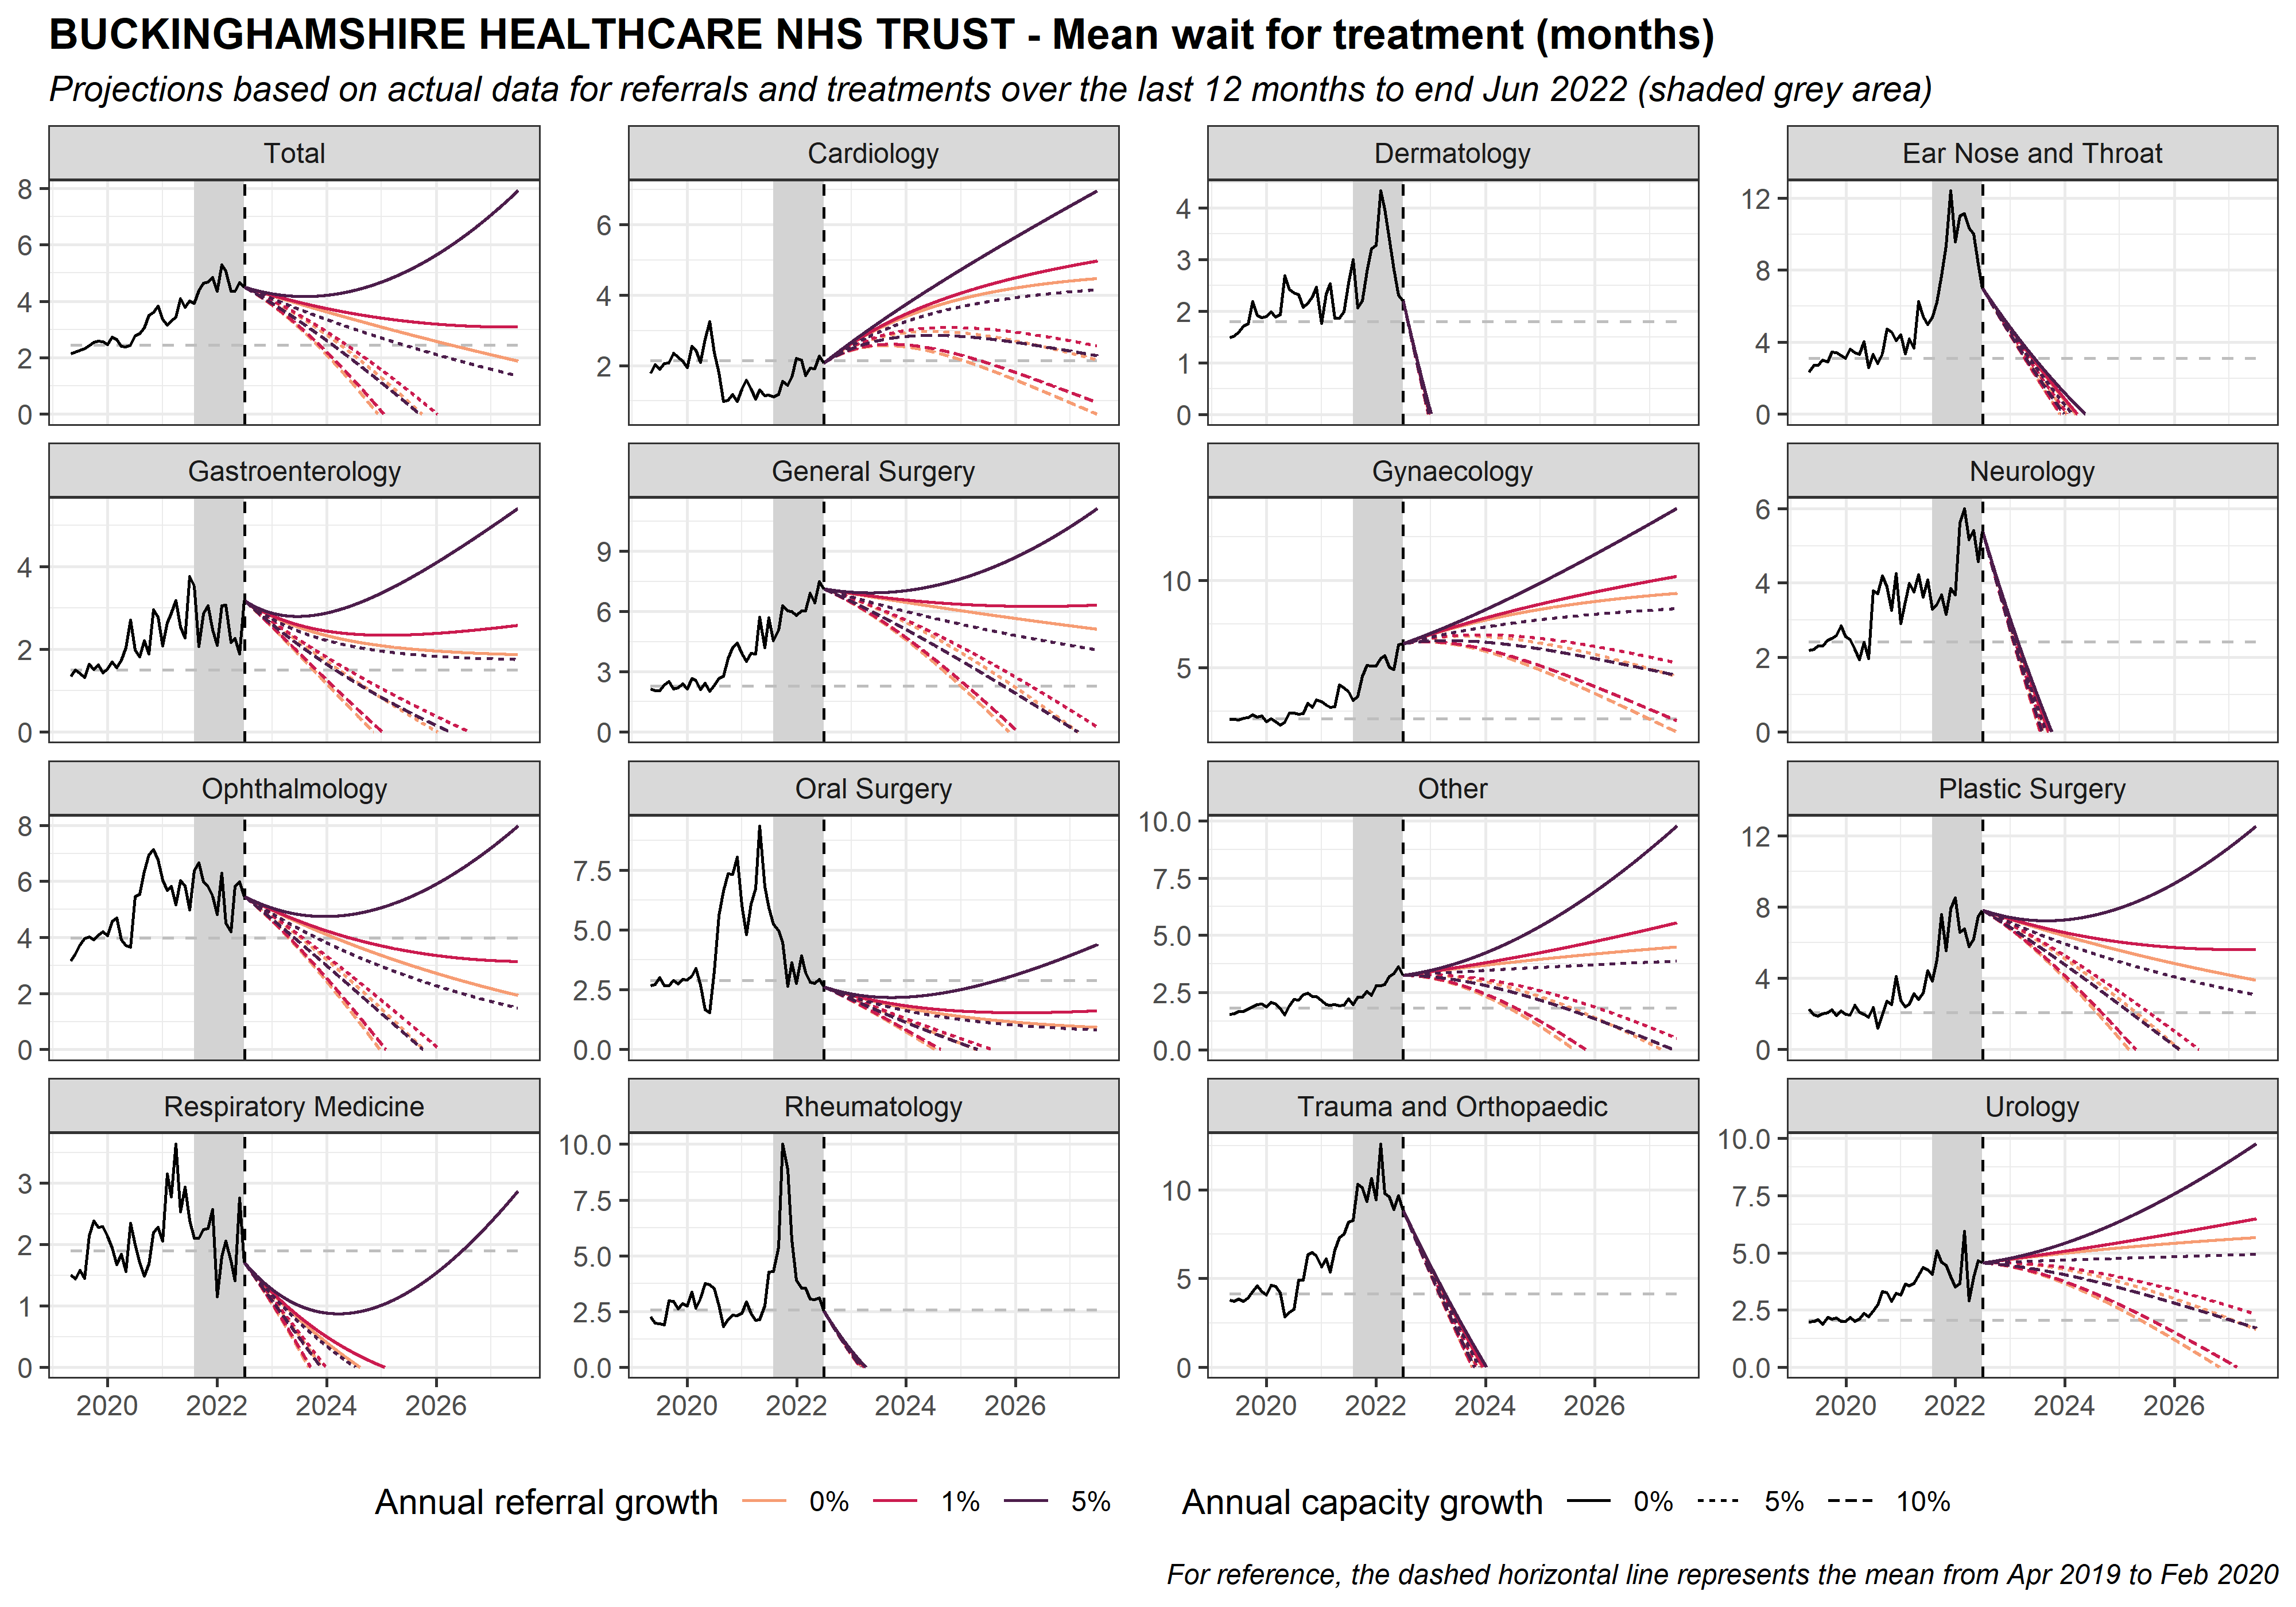 BUCKINGHAMSHIRE HEALTHCARE NHS TRUST - Mean wait for treatment (months)
Projections based on actual data for referrals and treatments over the last 12 months to end Jun 2022 (shaded grey area)
Total Cardiology Dermatology Ear Nose and Throat
8 6 4 2 0
6 4 2
4 3 2 1 0
12 8 4 0
Gastroenterology General Surgery Gynaecology Neurology
4 2 0
9 6 3 0
10 5
6 4 2 0
Ophthalmology Oral Surgery Other Plastic Surgery
8 6 4 2 0
7.5 5.0 2.5 0.0
10.0 7.5 5.0 2.5 0.0
12 8 4 0
Respiratory Medicine Rheumatology Trauma and Orthopaedic Urology
3 2 1 0
10.0 7.5 5.0 2.5 0.0
10 5 0
10.0 7.5 5.0 2.5 0.0
2020 2022 2024 2026 2020 2022 2024 2026 2020 2022 2024 2026 2020 2022 2024 2026
Annual referral growth 0% 1% 5% Annual capacity growth 0% 5% 10%
For reference, the dashed horizontal line represents the mean from Apr 2019 to Feb 2020